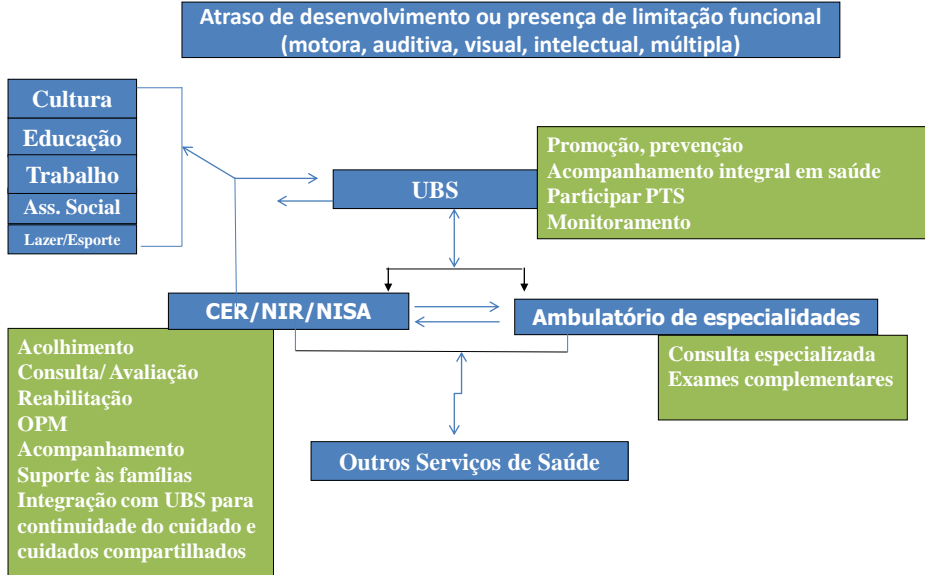 Atraso de desenvolvimento ou presença de limitação funcional
(motora, auditiva, visual, intelectual, múltipla)
Cultura
Educação
Trabalho
Ass. Social
Lazer/Esporte
UBS
Promoção, prevenção
Acompanhamento integral em saúde
Participar PTS
Monitoramento
CER/NIR/NISA
Ambulatório de especialidades
Acolhimento
Consulta/ Avaliação
Reabilitação
OPM
Acompanhamento
Suporte às famílias
Integração com UBS para
continuidade do cuidado e
cuidados compartilhados
Consulta especializada
Exames complementares
Outros Serviços de Saúde